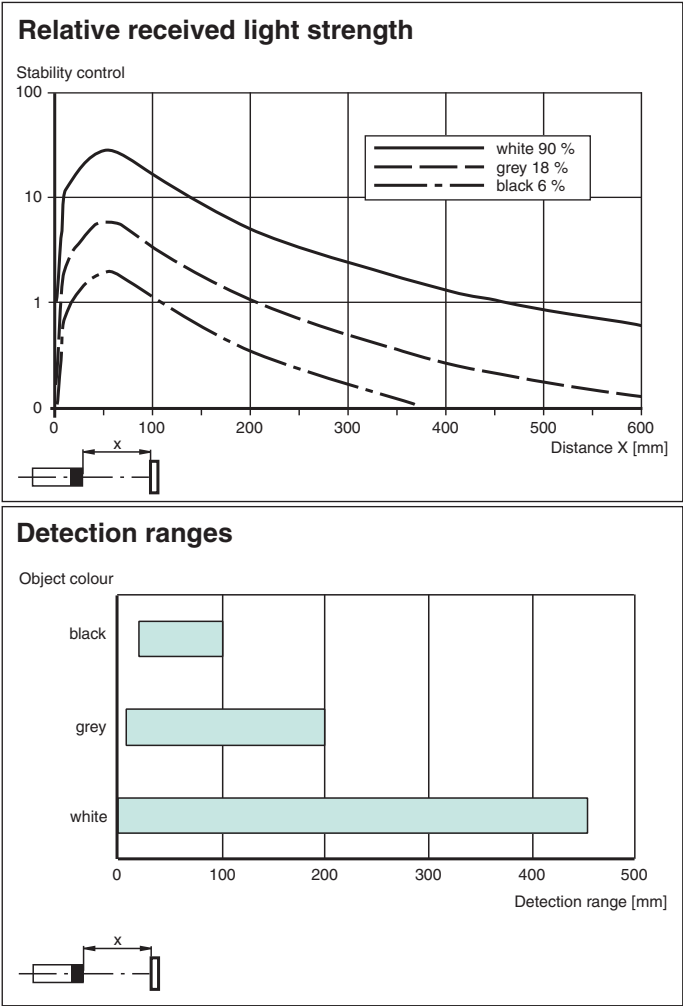 Relative received light strength
Stability control
100
10
1
0
white 90 %
grey 18 %
black 6 %
0 100 200 300 400 500 600
Distance X [mm]
x
Detection ranges
Object colour
black
grey
white
0 100 200 300 400 500
Detection range [mm]
x